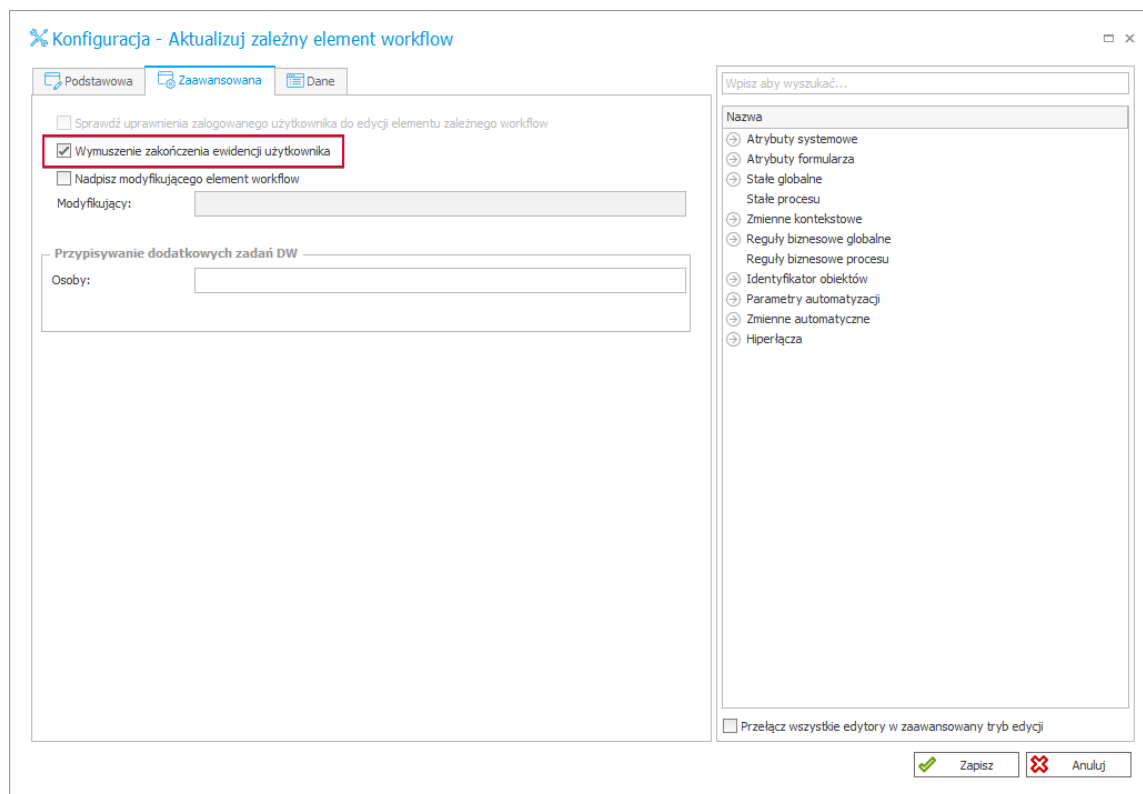 Konfiguracja - Aktualizuj zależny element workflow
Podstawowa
Zaawansowana
Dane
Sprawdź uprawnienia zalogowanego użytkownika do edycji elementu zależnego workflow
Wymuszenie zakończenia ewidencji użytkownika
Nadpisz modyfikującego element workflow
Modyfikujący:
Przypisywanie dodatkowych zadań DW
Osoby:
Wpisz aby wyszukać...
Nazwa
Atrybuty systemowe
Atrybuty formularza
Stałe globalne
Stałe procesu
Zmienne kontekstowe
Reguły biznesowe globalne
Reguły biznesowe procesu
Identyfikator obiektów
Parametry automatyzacji
Zmienne automatyczne
Hiperłącza
Przełącz wszystkie edytory w zaawansowany tryb edycji
Zapisz
Anuluj